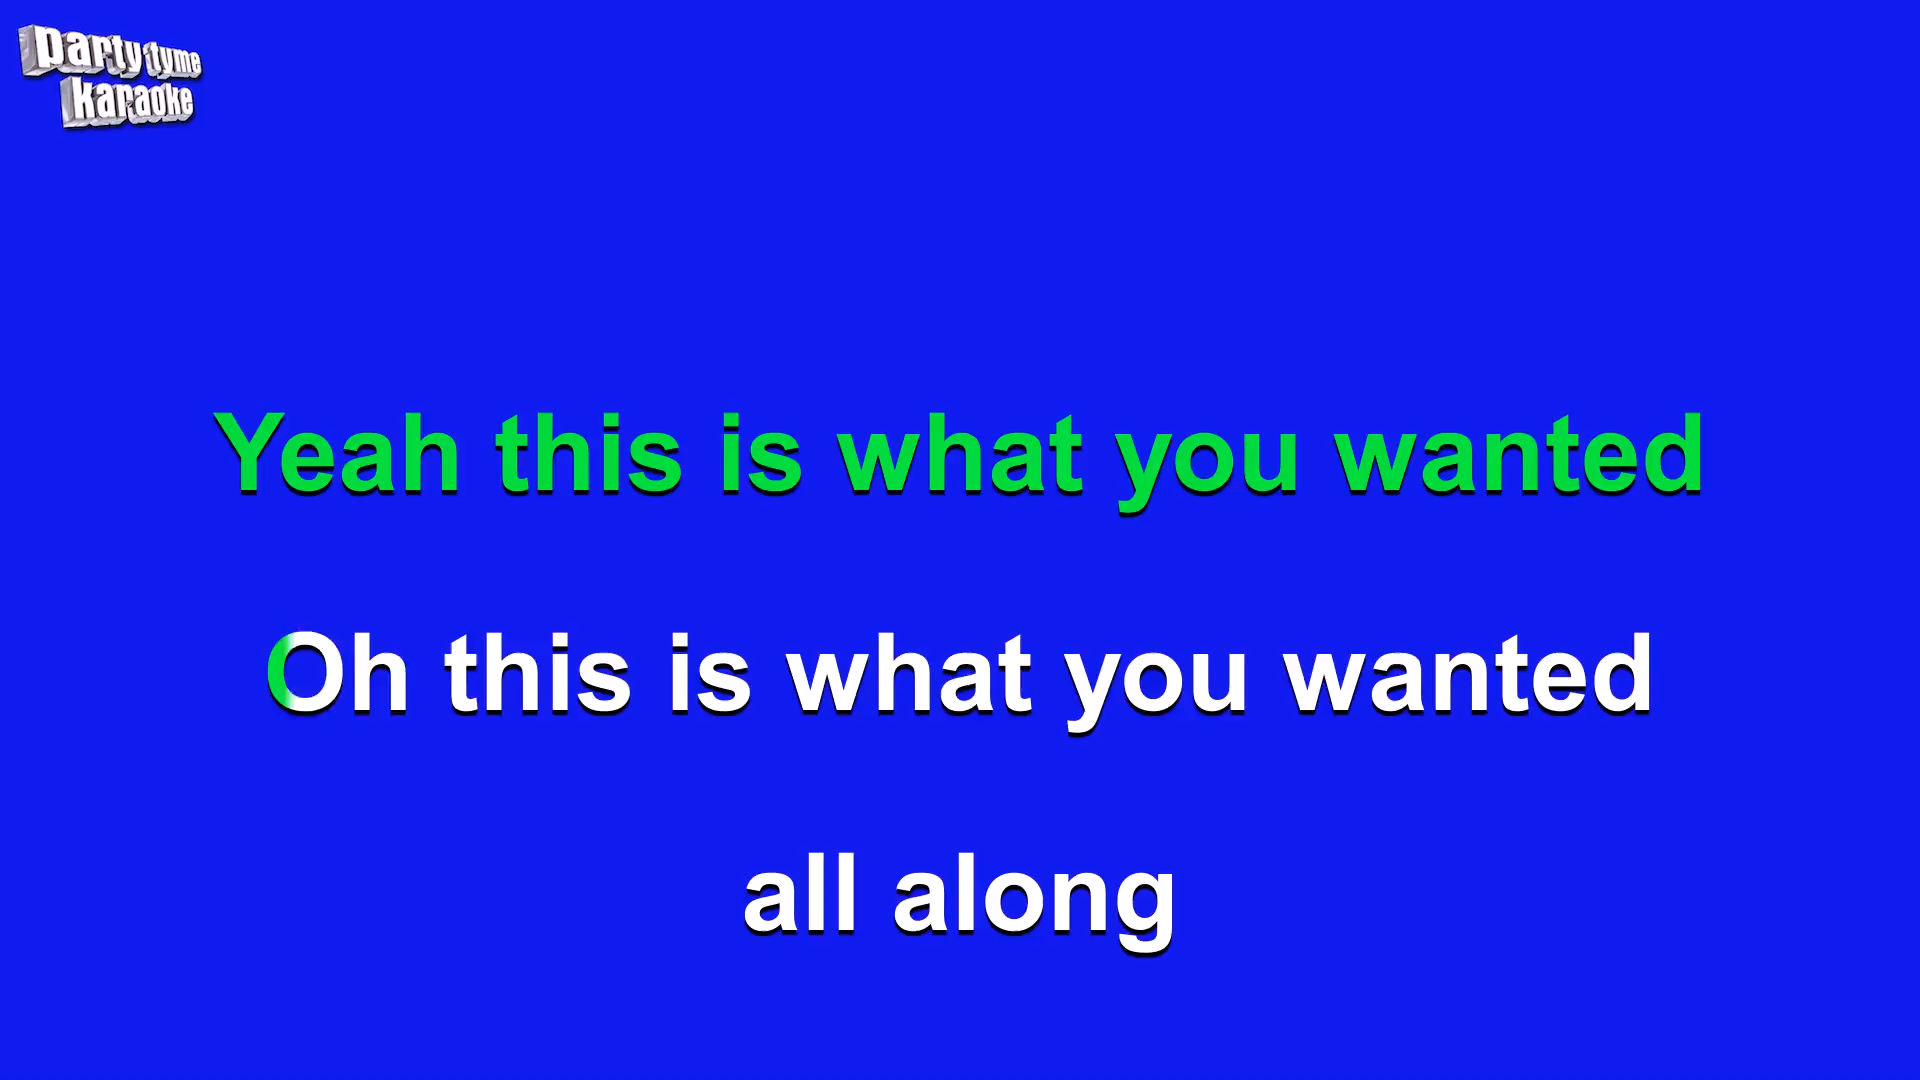 party tyme
karaoke
Yeah this is what you wanted
Oh this is what you wanted
all along